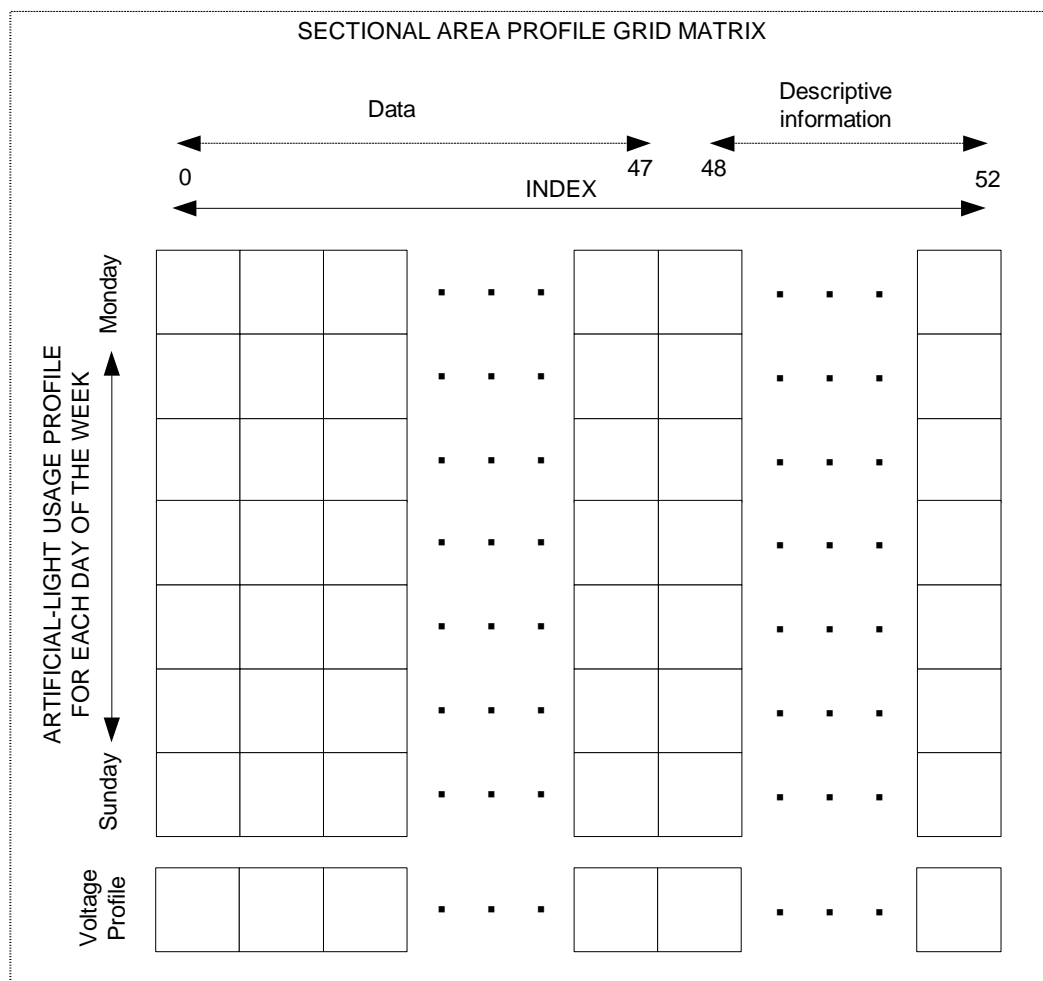 SECTIONAL AREA PROFILE GRID MATRIX
Data
Descriptive
information
0
47
48
52
INDEX
Monday
ARTIFICIAL-LIGHT USAGE PROFILE
FOR EACH DAY OF THE WEEK
Sunday
Voltage
Profile